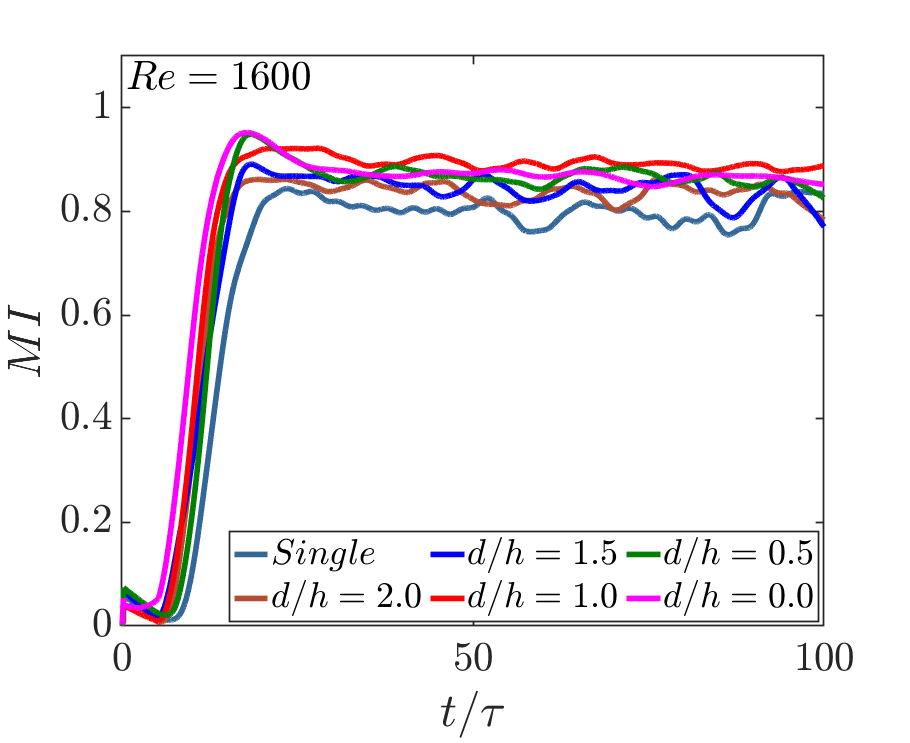 Re = 1600
1
0.8
0.6
0.4
0.2
0
MI
Single
d/h = 1.5
d/h = 0.5
d/h = 2.0
d/h = 1.0
d/h = 0.0
0 50 100
t/τ